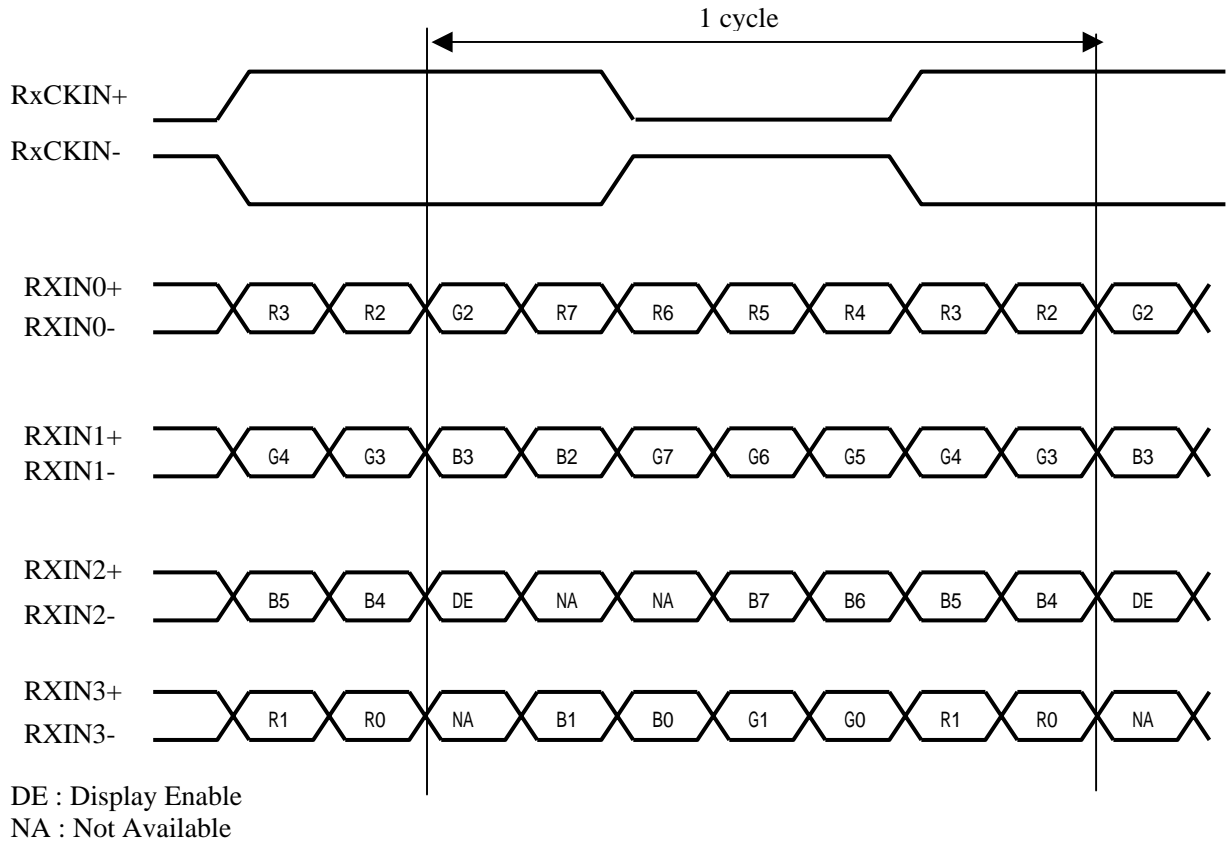 1 cycle
RxCKIN+
RxCKIN-
RXIN0+
RXIN0-
R3 R2 G2 R7 R6 R5 R4 R3 R2 G2
RXIN1+
RXIN1-
G4 G3 B3 B2 G7 G6 G5 G4 G3 B3
RXIN2+
RXIN2-
B5 B4 DE NA NA B7 B6 B5 B4 DE
RXIN3+
RXIN3-
R1 R0 NA B1 B0 G1 G0 R1 R0 NA
DE : Display Enable
NA : Not Available